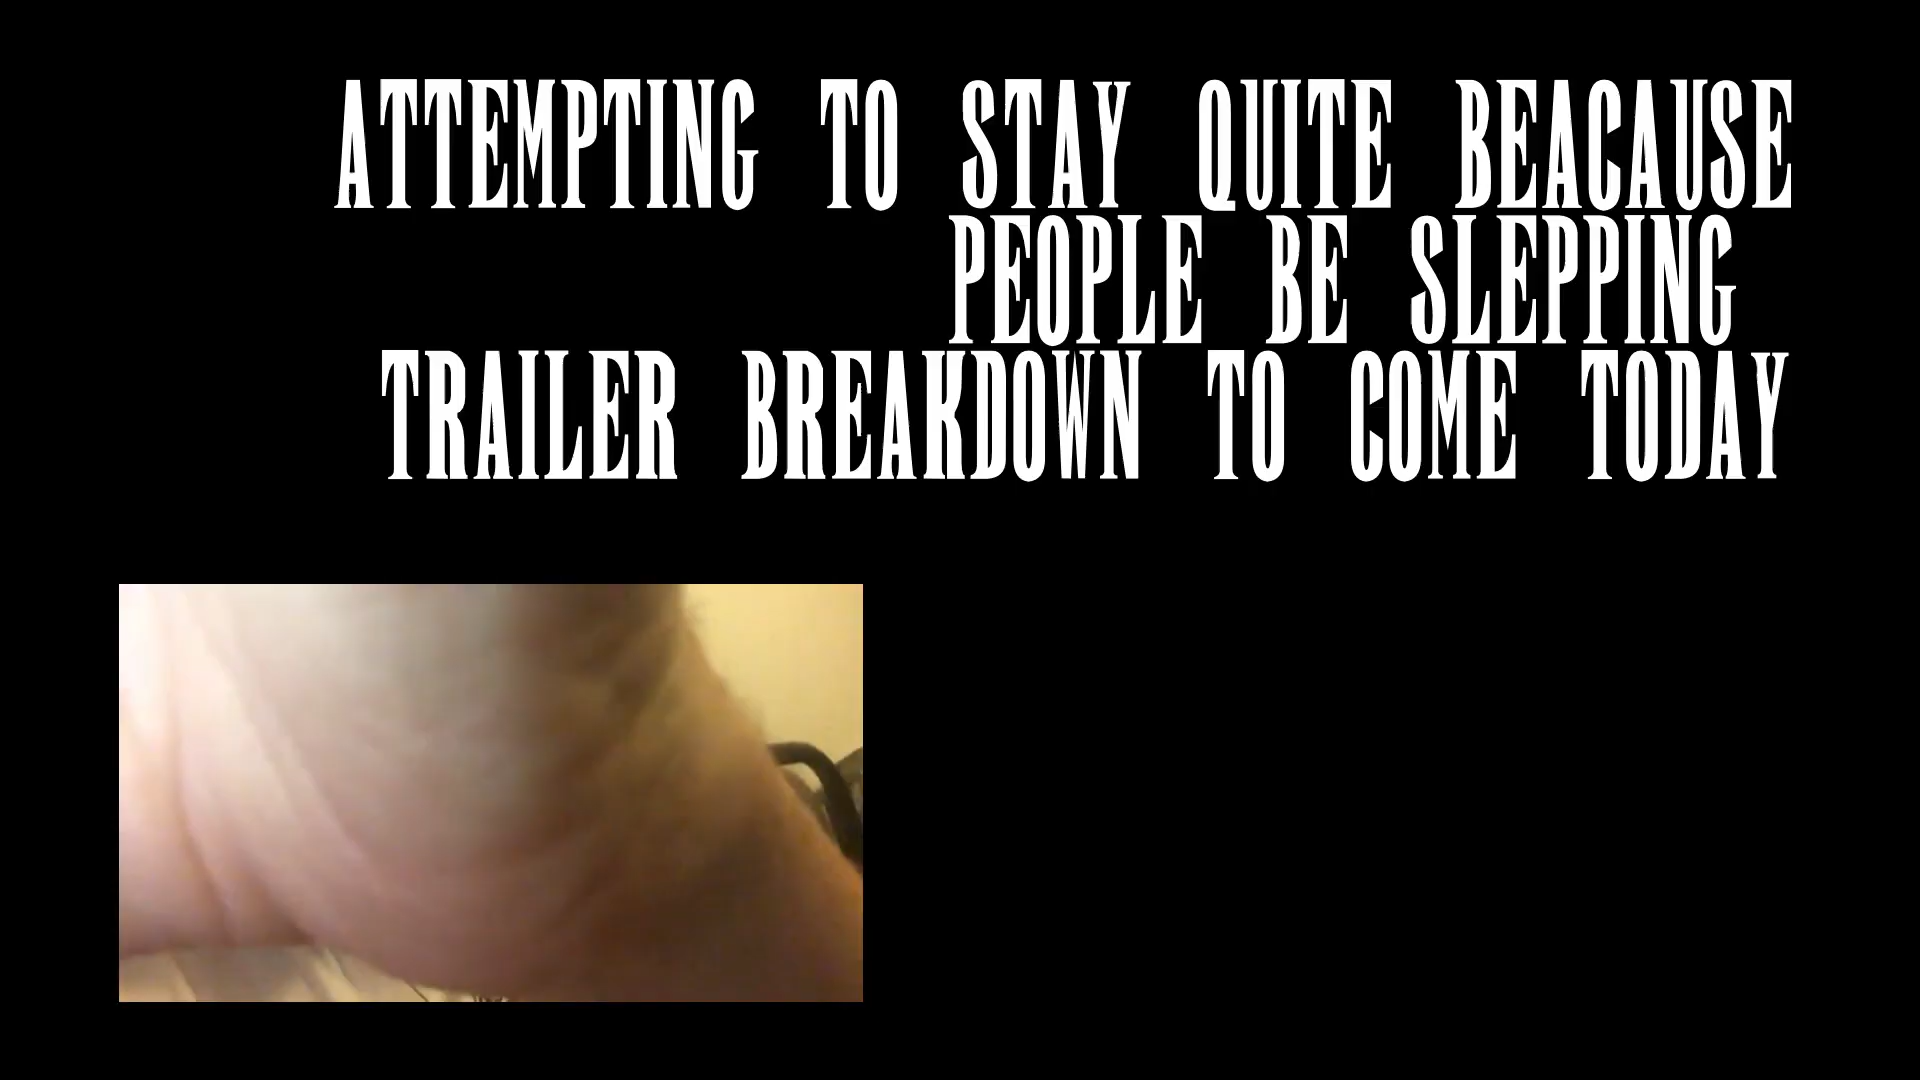 ATTEMPTING TO STAY QUITE BEACAUSE
PEOPLE BE SLEPPING
TRAILER BREAKDOWN TO COME TODAY